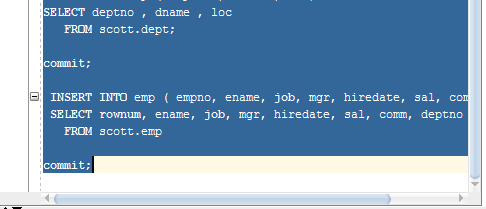 SELECT deptno , dname , loc
FROM scott.dept;
commit;
INSERT INTO emp ( empno, ename, job, mgr, hiredate, sal, com
SELECT rownum, ename, job, mgr, hiredate, sal, comm, deptno
FROM scott.emp
commit;